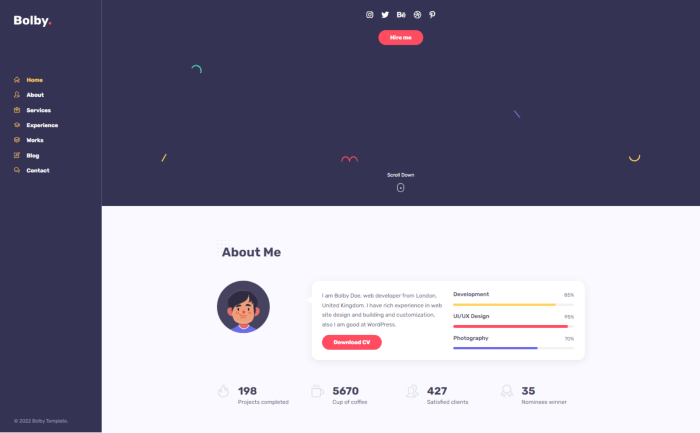 Bolby.
Home
About
Services
Experience
Works
Blog
Contact
© 2022 Bolby Template.
Hire me
Scroll Down
About Me
I am Bolby Doe, web developer from London,
United Kingdom. I have rich experience in web
site design and building and customization,
also I am good at WordPress.
Download CV
Development 85%
UI/UX Design 95%
Photography 70%
198
Projects completed
5670
Cup of coffee
427
Satisfied clients
35
Nominees winner